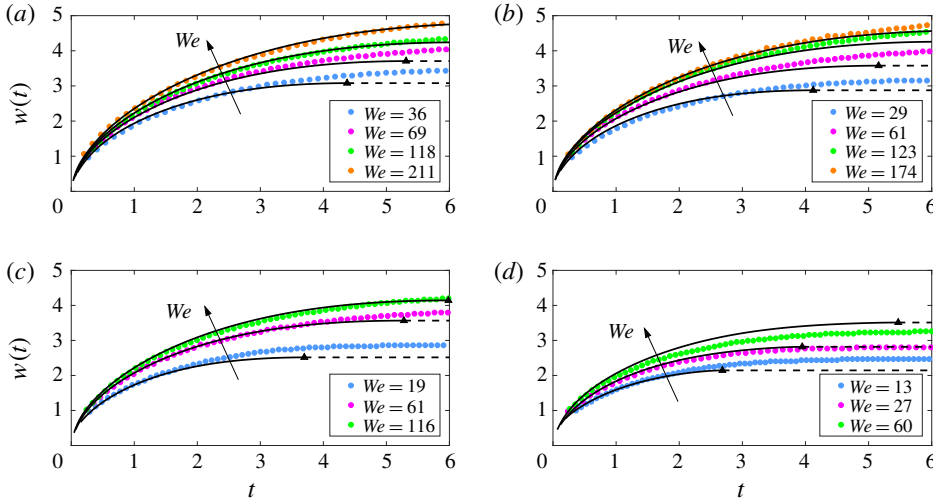 (a)
5
4
3
2
1
w(t)
We
We = 36
We = 69
We = 118
We = 211
0 1 2 3 4 5 6
(b)
5
4
3
2
1
We
We = 29
We = 61
We = 123
We = 174
0 1 2 3 4 5 6
(c)
5
4
3
2
1
w(t)
We
We = 19
We = 61
We = 116
0 1 2 3 4 5 6
t
(d)
5
4
3
2
1
We
We = 13
We = 27
We = 60
0 1 2 3 4 5 6
t